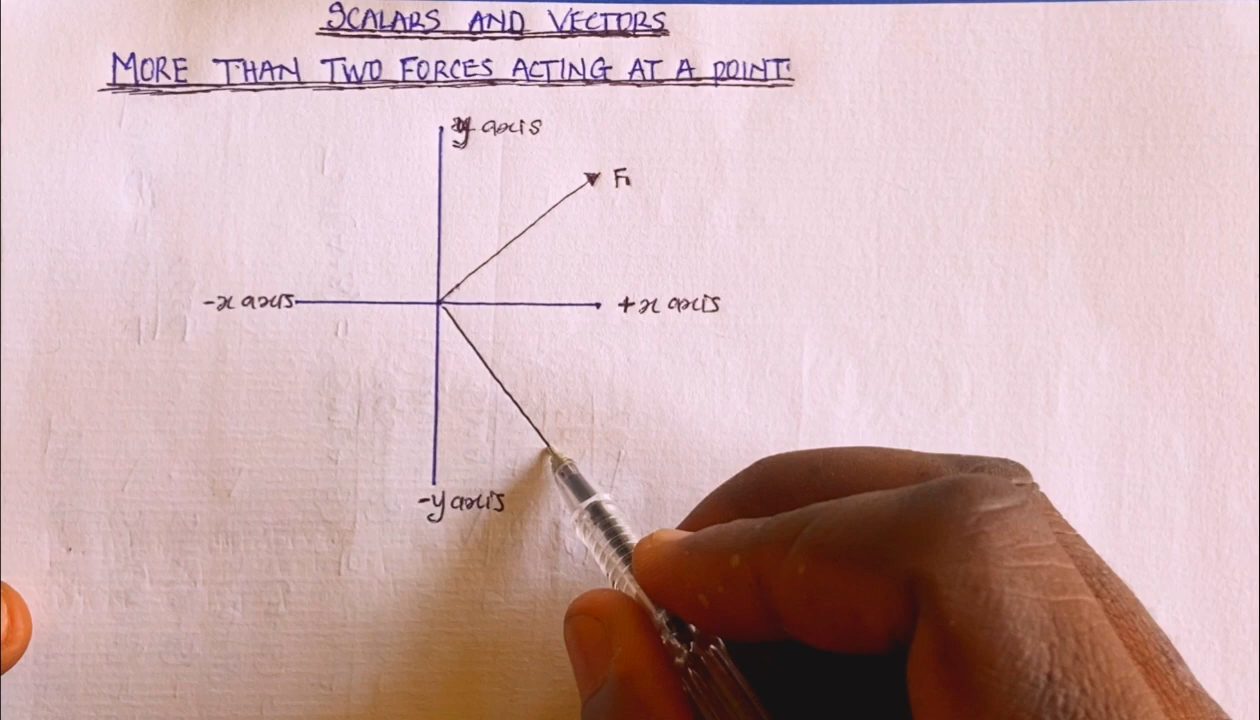 SCALARS AND VECTORS
MORE THAN TWO FORCES ACTING AT A POINT.
y axis
F1
-x axis
+x axis
-y axis